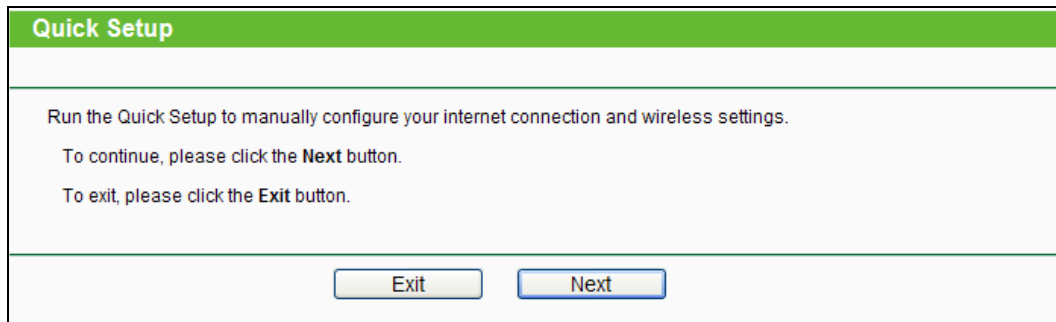 Quick Setup
Run the Quick Setup to manually configure your internet connection and wireless settings.
To continue, please click the Next button.
To exit, please click the Exit button.
Exit Next